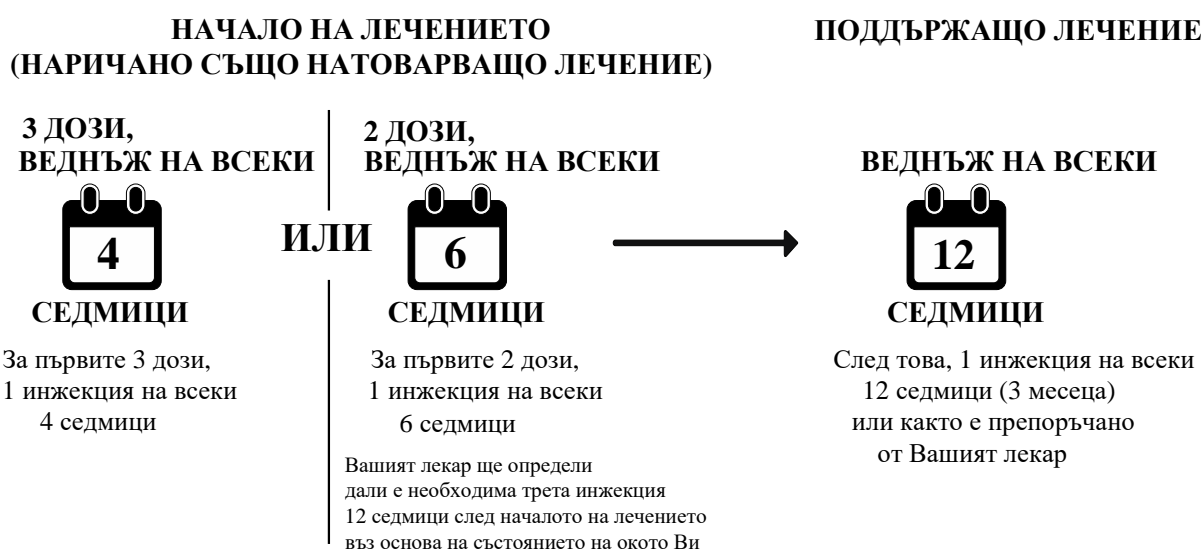 НАЧАЛО НА ЛЕЧЕНИЕТО
(НАРИЧАНО СЪЩО НАТОВАРВАЩО ЛЕЧЕНИЕ)
3 ДОЗИ,
ВЕДНЪЖ НА ВСЕКИ
4
СЕДМИЦИ
За първите 3 дози,
1 инжекция на всеки
4 седмици
ИЛИ
2 ДОЗИ,
ВЕДНЪЖ НА ВСЕКИ
6
СЕДМИЦИ
За първите 2 дози,
1 инжекция на всеки
6 седмици
Вашият лекар ще определи
дали е необходима трета инжекция
12 седмици след началото на лечението
въз основа на състоянието на окото Ви
ПОДДЪРЖАЩО ЛЕЧЕНИЕ
ВЕДНЪЖ НА ВСЕКИ
12
СЕДМИЦИ
След това, 1 инжекция на всеки
12 седмици (3 месеца)
или както е препоръчано
от Вашият лекар